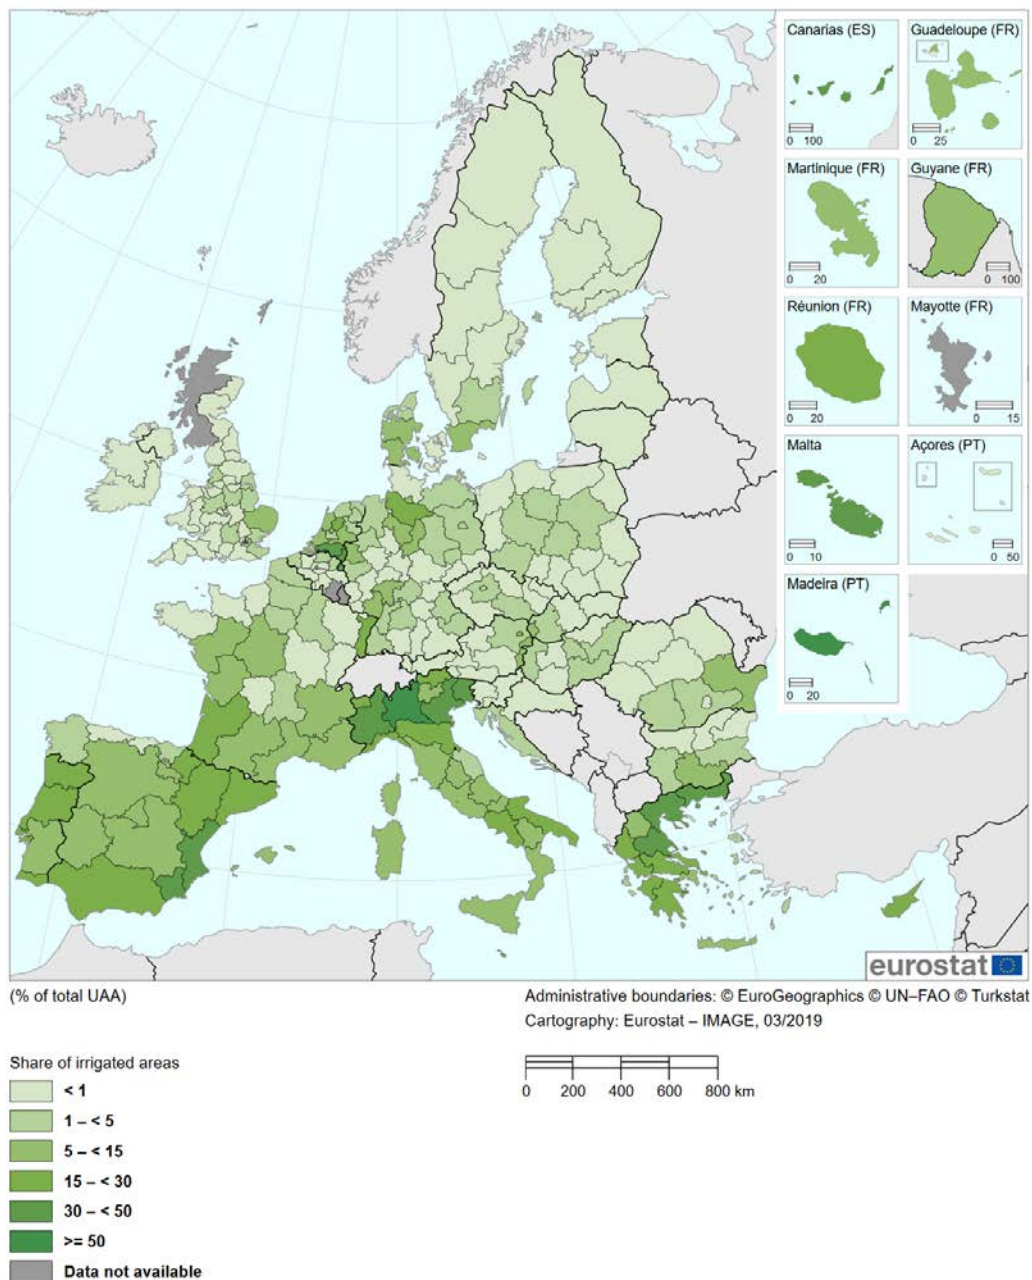 Canarias (ES)
0 100
Guadeloupe (FR)
0 25
Martinique (FR)
0 20
Guyane (FR)
0 100
Réunion (FR)
0 20
Mayotte (FR)
0 15
Malta
0 10
Açores (PT)
0 50
Madeira (PT)
0 20
eurostat
(% of total UAA)
Administrative boundaries: © EuroGeographics © UN–FAO © Turkstat
Cartography: Eurostat – IMAGE, 03/2019
Share of irrigated areas
< 1
1 – < 5
5 – < 15
15 – < 30
30 – < 50
>= 50
Data not available
0 200 400 600 800 km